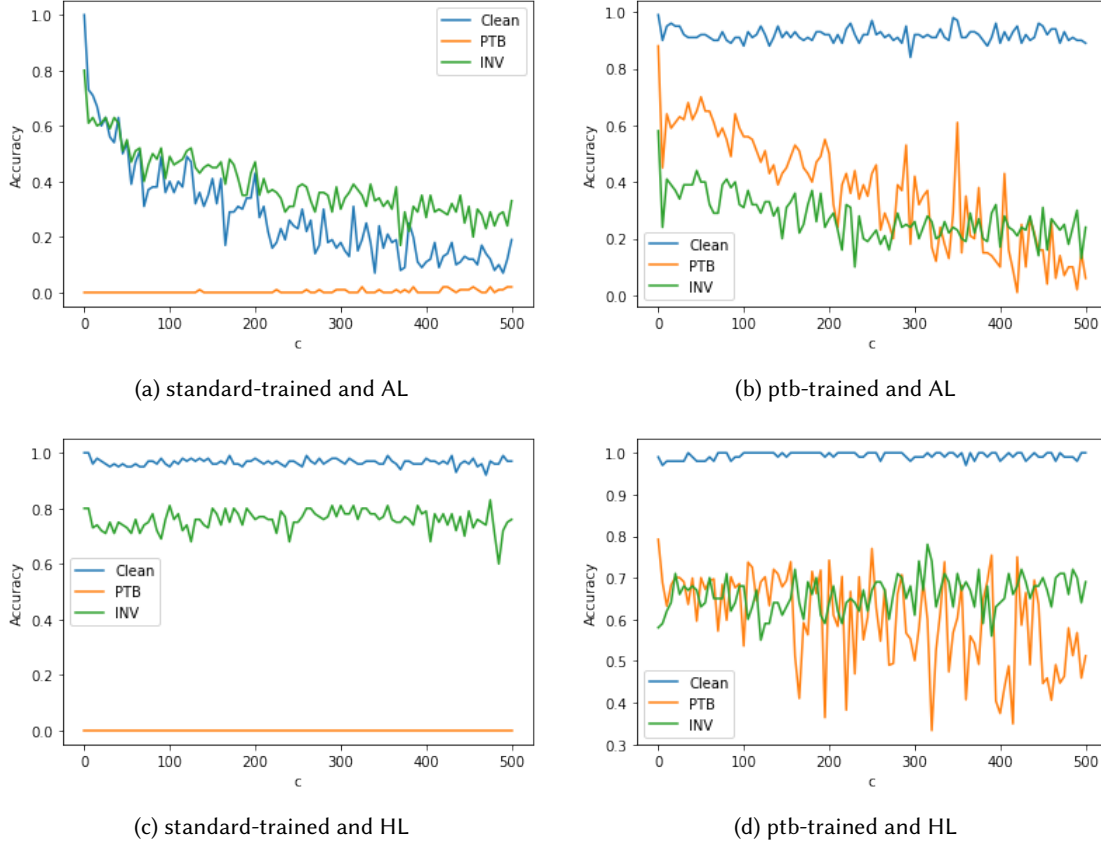 1.0
0.8
0.6
0.4
0.2
0.0
Accuracy
0
100
200
300
400
500
c
Clean
PTB
INV
(a) standard-trained and AL
1.0
0.8
0.6
0.4
0.2
0.0
Accuracy
0
100
200
300
400
500
c
Clean
PTB
INV
(b) ptb-trained and AL
1.0
0.8
0.6
0.4
0.2
0.0
Accuracy
0
100
200
300
400
500
c
Clean
PTB
INV
(c) standard-trained and HL
1.0
0.9
0.8
0.7
0.6
0.5
0.4
0.3
Accuracy
0
100
200
300
400
500
c
Clean
PTB
INV
(d) ptb-trained and HL